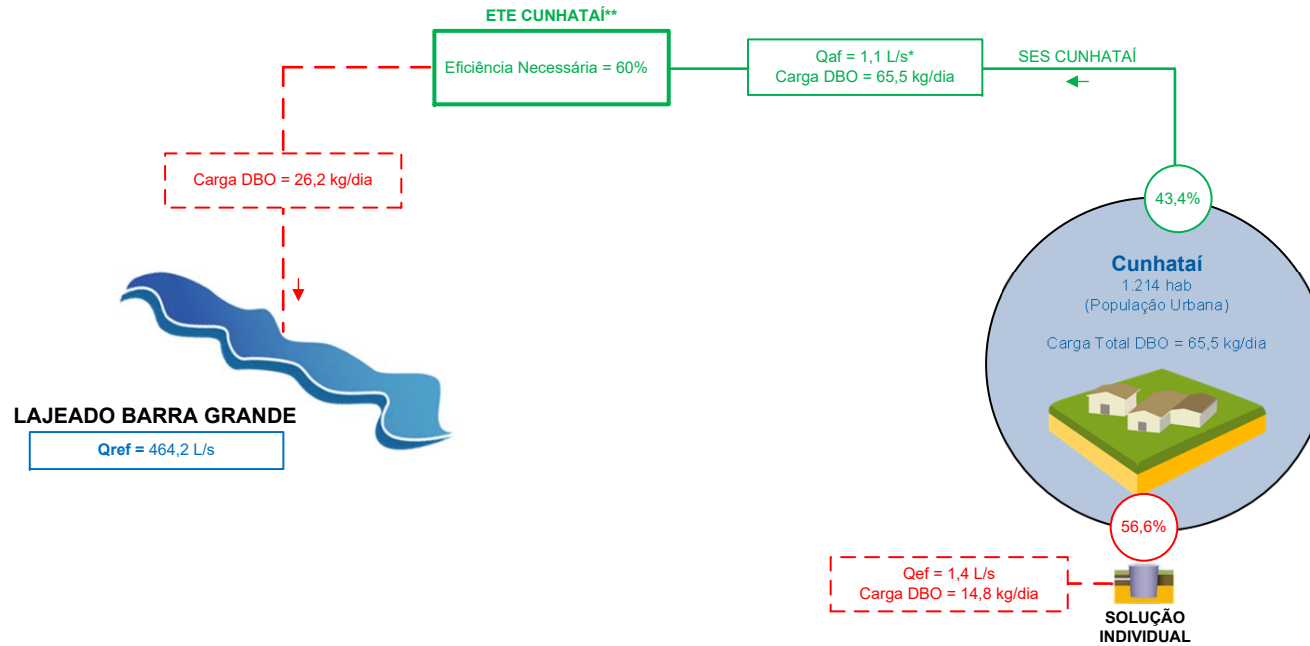 ETE CUNHATAÍ**
Eficiência Necessária = 60%
Qaf = 1,1 L/s*
Carga DBO = 65,5 kg/dia
SES CUNHATAÍ
Carga DBO = 26,2 kg/dia
43,4%
Cunhataí
1.214 hab
(População Urbana)
Carga Total DBO = 65,5 kg/dia
LAJEADO BARRA GRANDE
Qref = 464,2 L/s
56,6%
Qef = 1,4 L/s
Carga DBO = 14,8 kg/dia
SOLUÇÃO
INDIVIDUAL